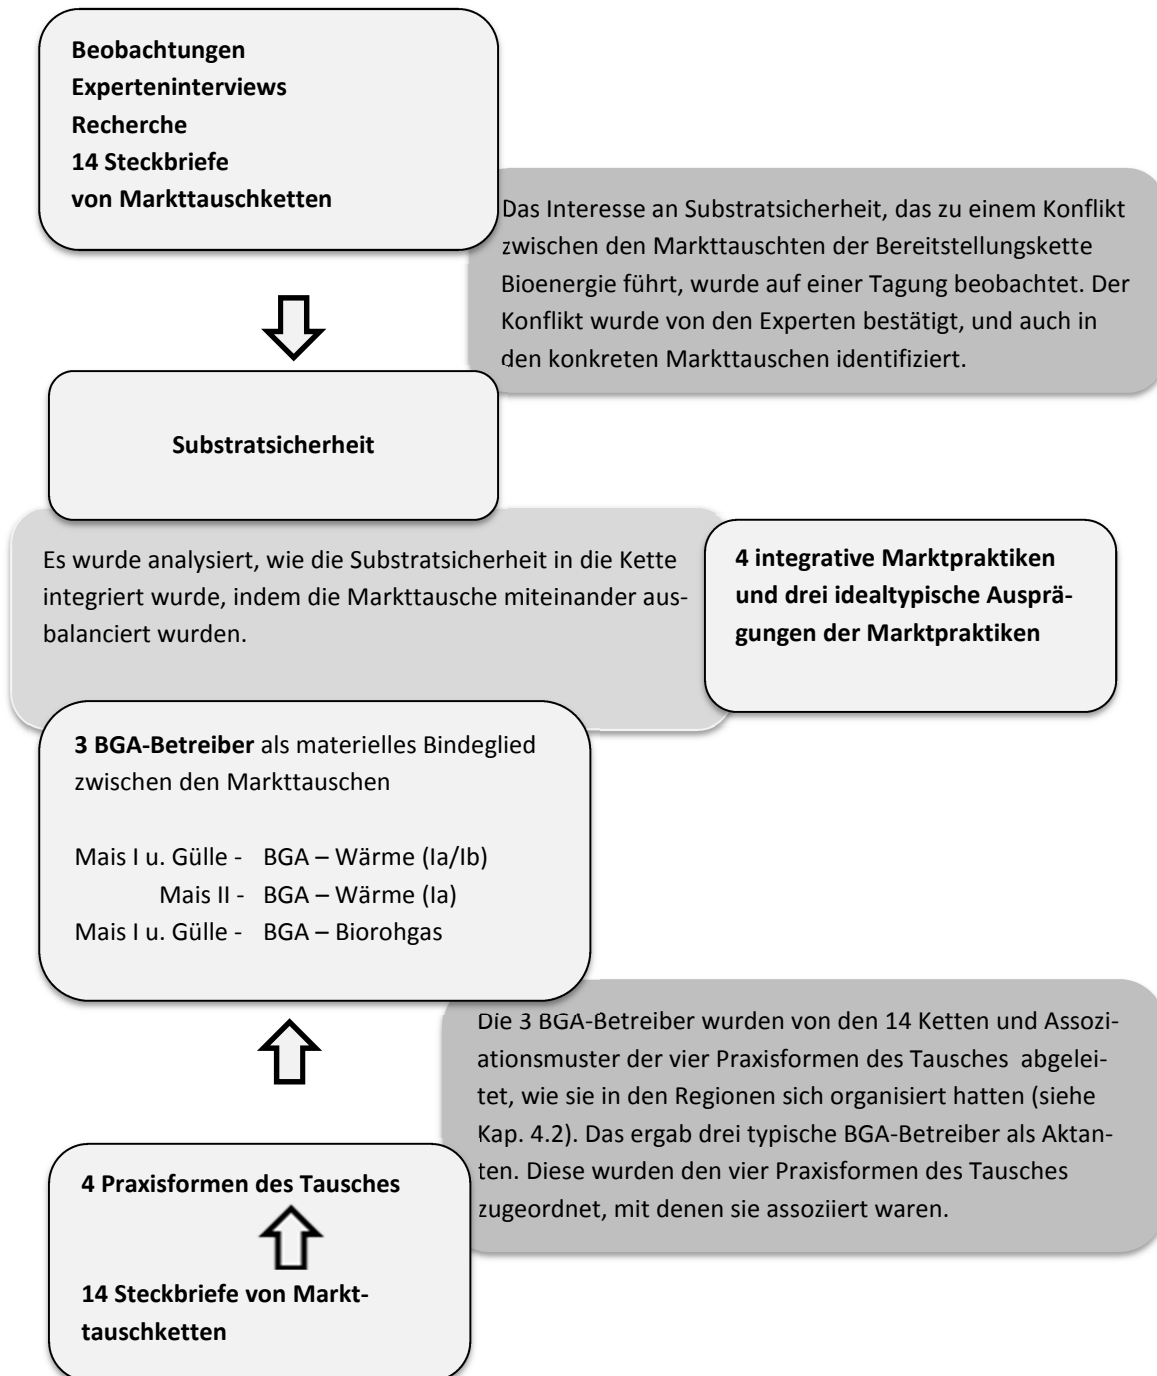 Beobachtungen
Experteninterviews
Recherche
14 Steckbriefe
von Markttauschketten
Das Interesse an Substratsicherheit, das zu einem Konflikt
zwischen den Markttauschten der Bereitstellungskette
Bioenergie führt, wurde auf einer Tagung beobachtet. Der
Konflikt wurde von den Experten bestätigt, und auch in
den konkreten Markttauschen identifiziert.
Substratsicherheit
Es wurde analysiert, wie die Substratsicherheit in die Kette
integriert wurde, indem die Markttausche miteinander aus-
balanciert wurden.
4 integrative Marktpraktiken
und drei idealtypische Ausprä-
gungen der Marktpraktiken
3 BGA-Betreiber als materielles Bindeglied
zwischen den Markttauschen
Mais I u. Gülle - BGA – Wärme (Ia/Ib)
Mais II - BGA – Wärme (Ia)
Mais I u. Gülle - BGA – Biorohgas
Die 3 BGA-Betreiber wurden von den 14 Ketten und Assozi-
ationsmuster der vier Praxisformen des Tausches abgelei-
tet, wie sie in den Regionen sich organisiert hatten (siehe
Kap. 4.2). Das ergab drei typische BGA-Betreiber als Aktan-
ten. Diese wurden den vier Praxisformen des Tausches
zugeordnet, mit denen sie assoziiert waren.
4 Praxisformen des Tausches
14 Steckbriefe von Markt-
tauschketten